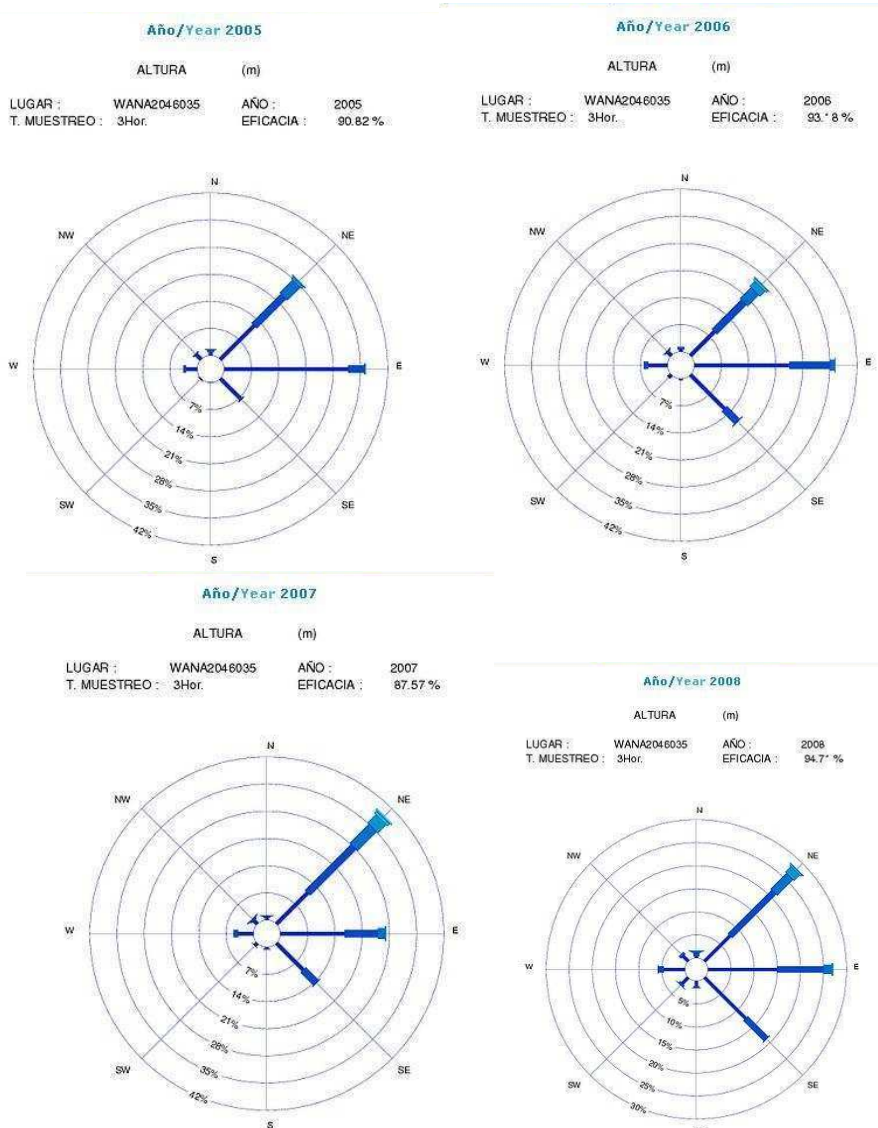 Año/Year 2005
ALTURA (m)
LUGAR : WANA2046035 AÑO : 2005
T. MUESTREO : 3Hor. EFICACIA : 90.82 %
N
NW NE
W E
7%
14%
21%
28%
35%
42%
SW SE
S
Año/Year 2006
ALTURA (m)
LUGAR : WANA2046035 AÑO : 2006
T. MUESTREO : 3Hor. EFICACIA : 93.* 8 %
N
NW NE
W E
7%
14%
21%
28%
35%
42%
SW SE
S
Año/Year 2007
ALTURA (m)
LUGAR : WANA2046035 AÑO : 2007
T. MUESTREO : 3Hor. EFICACIA : 87.57 %
N
NW NE
W E
7%
14%
21%
28%
35%
42%
SW SE
S
Año/Year 2008
ALTURA (m)
LUGAR : WANA2046035 AÑO : 2008
T. MUESTREO : 3Hor. EFICACIA : 94.7* %
N
NW NE
W E
5%
10%
15%
20%
25%
30%
SW SE